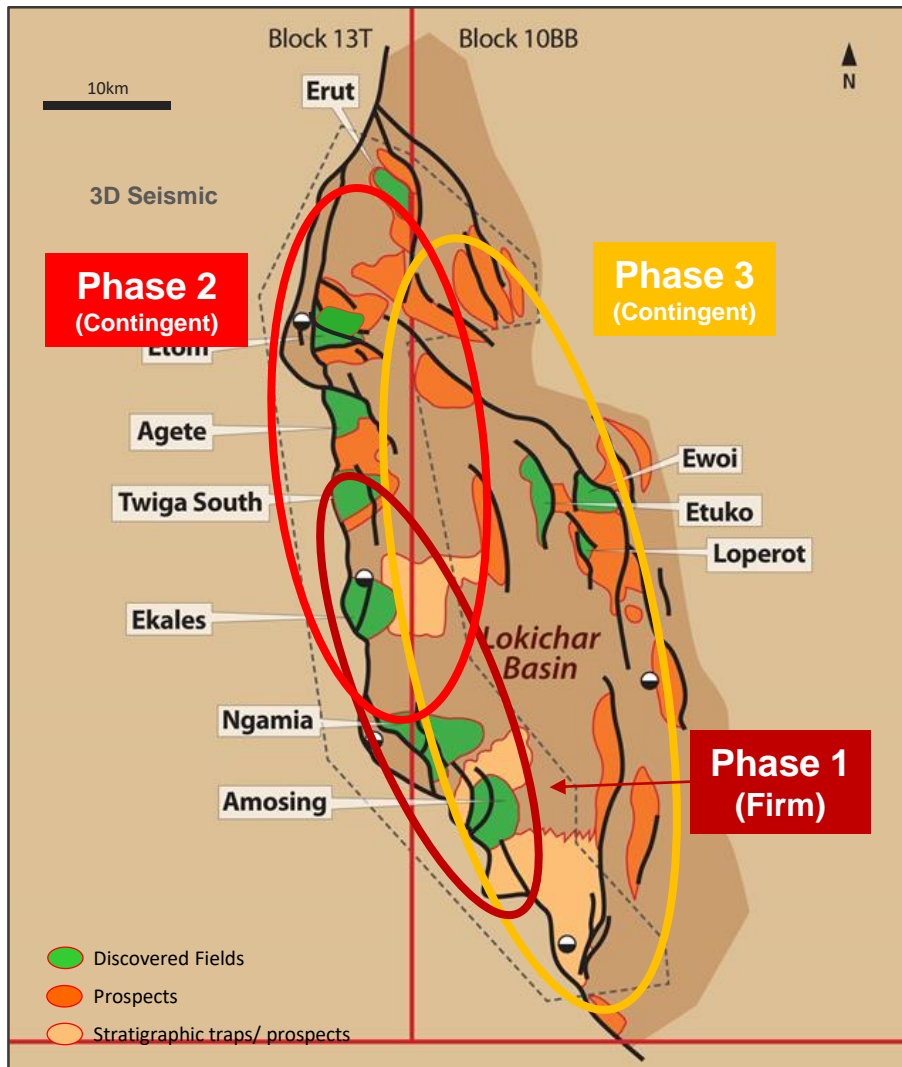 Block 13T
Block 10BB
10km
N
Erut
3D Seismic
Phase 2
(Contingent)
Phase 3
(Contingent)
Etom
Agete
Ewoi
Twiga South
Etuko
Loperot
Ekales
Lokichar
Basin
Ngamia
Phase 1
(Firm)
Amosing
Discovered Fields
Prospects
Stratigraphic traps/ prospects